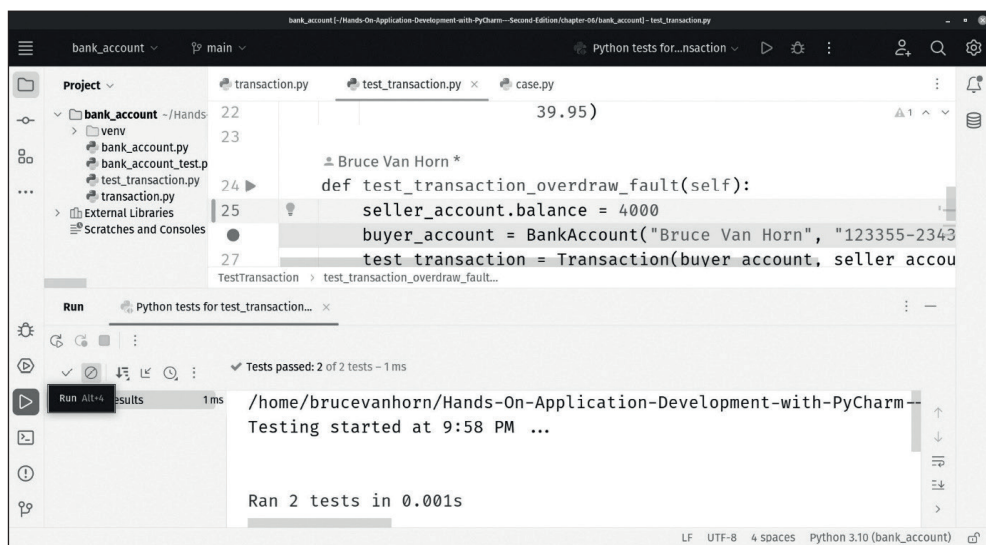 bank_account [~/Hands-On-Application-Development-with-PyCharm---Second-Edition/chapter-06/bank_account] – test_transaction.py
bank_account
main
Python tests for...nsaction
Project
transaction.py
test_transaction.py
case.py
bank_account ~/Hands-
venv
bank_account.py
bank_account_test.p
test_transaction.py
transaction.py
External Libraries
Scratches and Consoles
22 39.95)
1
23
Bruce Van Horn *
24 def test_transaction_overdraw_fault(self):
25 seller_account.balance = 4000
buyer_account = BankAccount("Bruce Van Horn", "123355-2343
27 test_transaction = Transaction(buyer_account, seller_accou
TestTransaction > test_transaction_overdraw_fault...
Run
Python tests for test_transaction...
Tests passed: 2 of 2 tests – 1 ms
Run Alt+4
esults 1 ms
/home/brucevanhorn/Hands-On-Application-Development-with-PyCharm--
Testing started at 9:58 PM ...
Ran 2 tests in 0.001s
LF UTF-8 4 spaces Python 3.10 (bank_account)